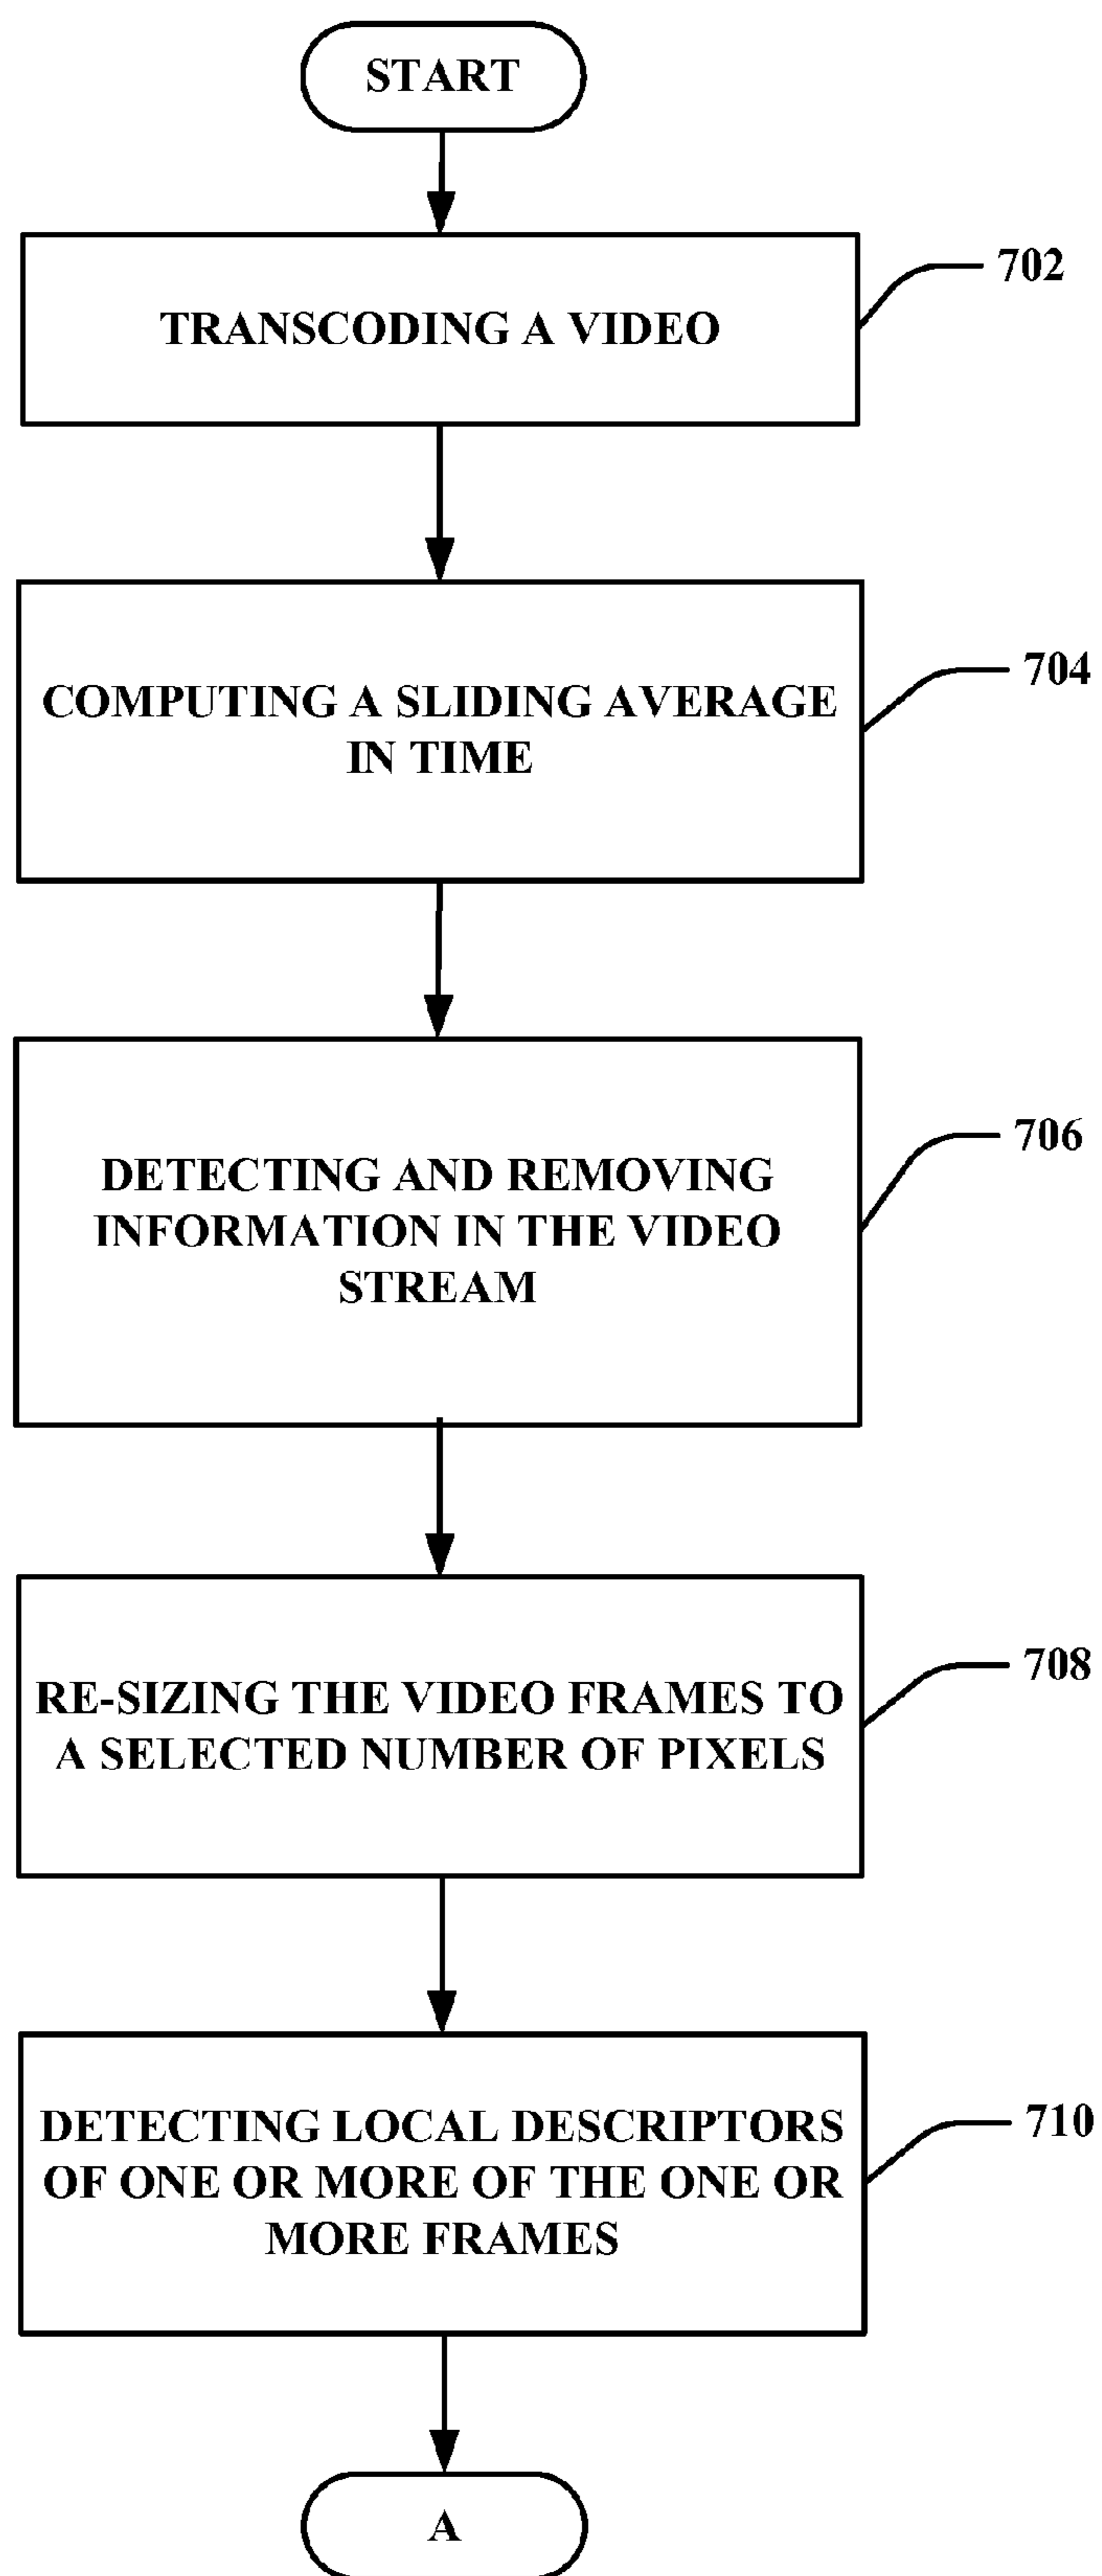 START
702
TRANSCODING A VIDEO
704
COMPUTING A SLIDING AVERAGE
IN TIME
706
DETECTING AND REMOVING
INFORMATION IN THE VIDEO
STREAM
708
RE-SIZING THE VIDEO FRAMES TO
A SELECTED NUMBER OF PIXELS
710
DETECTING LOCAL DESCRIPTORS
OF ONE OR MORE OF THE ONE OR
MORE FRAMES
A